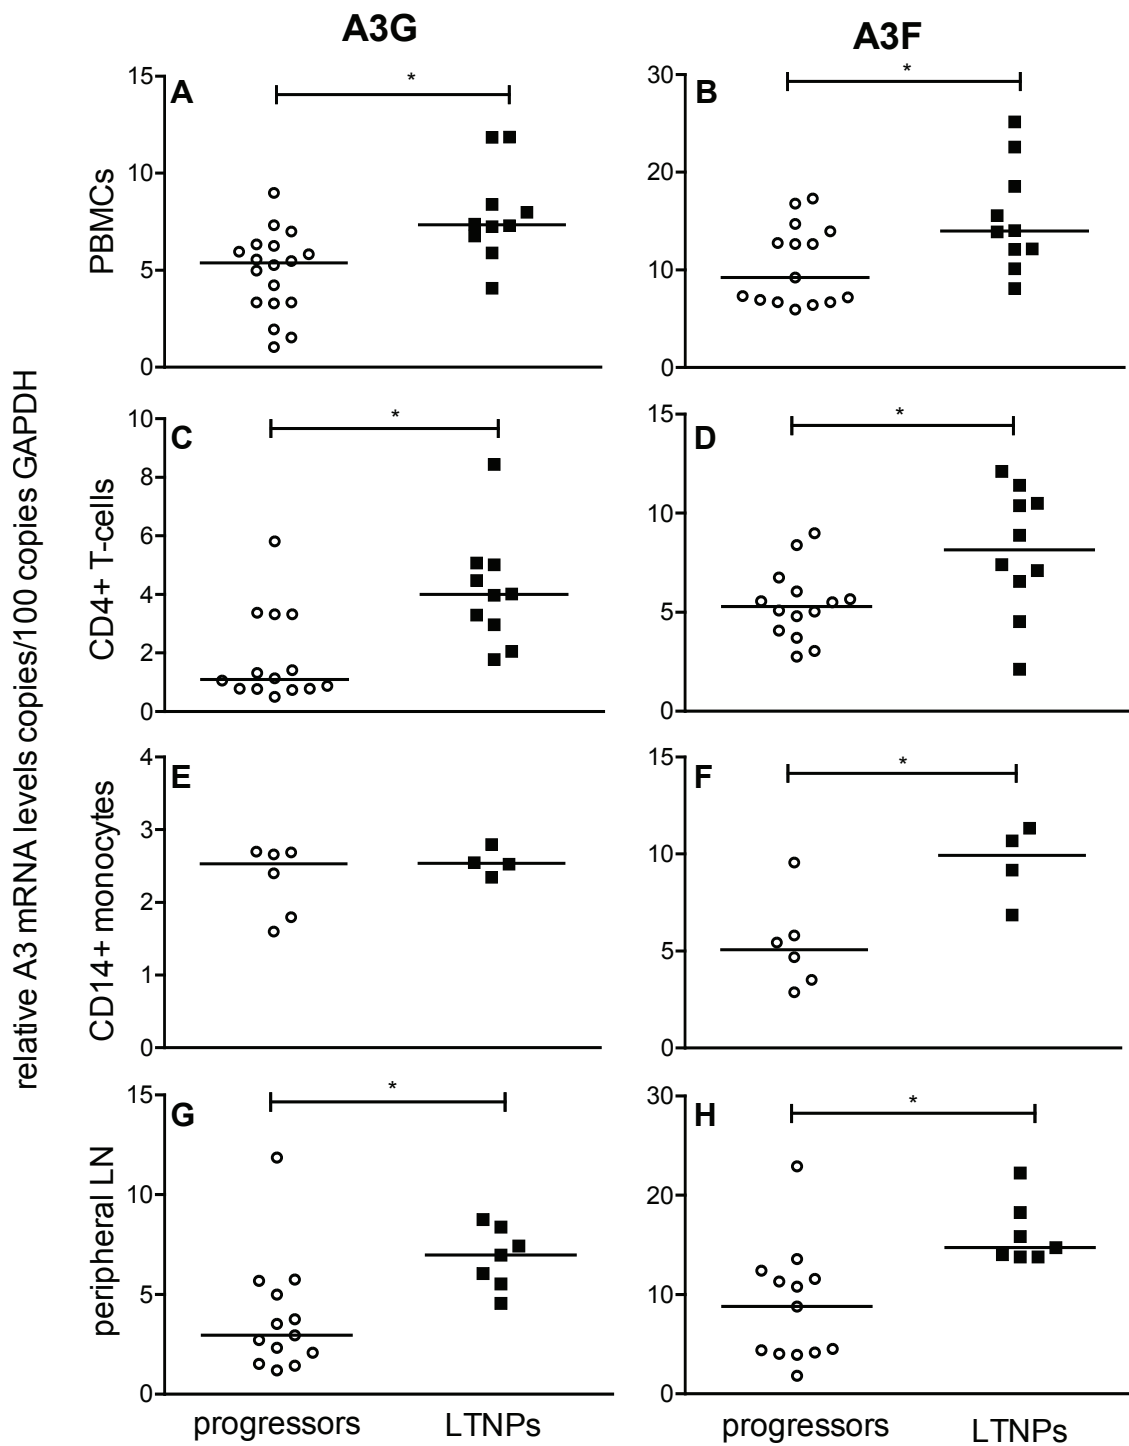 A3G
A3F
relative A3 mRNA levels copies/100 copies GAPDH
PBMCs
A
*
15
10
5
0
B
*
30
20
10
0
CD4+ T-cells
C
*
10
8
6
4
2
0
D
*
15
10
5
0
CD14+ monocytes
E
4
3
2
1
0
F
*
15
10
5
0
peripheral LN
G
*
15
10
5
0
H
*
30
20
10
0
progressors
LTNPs
progressors
LTNPs